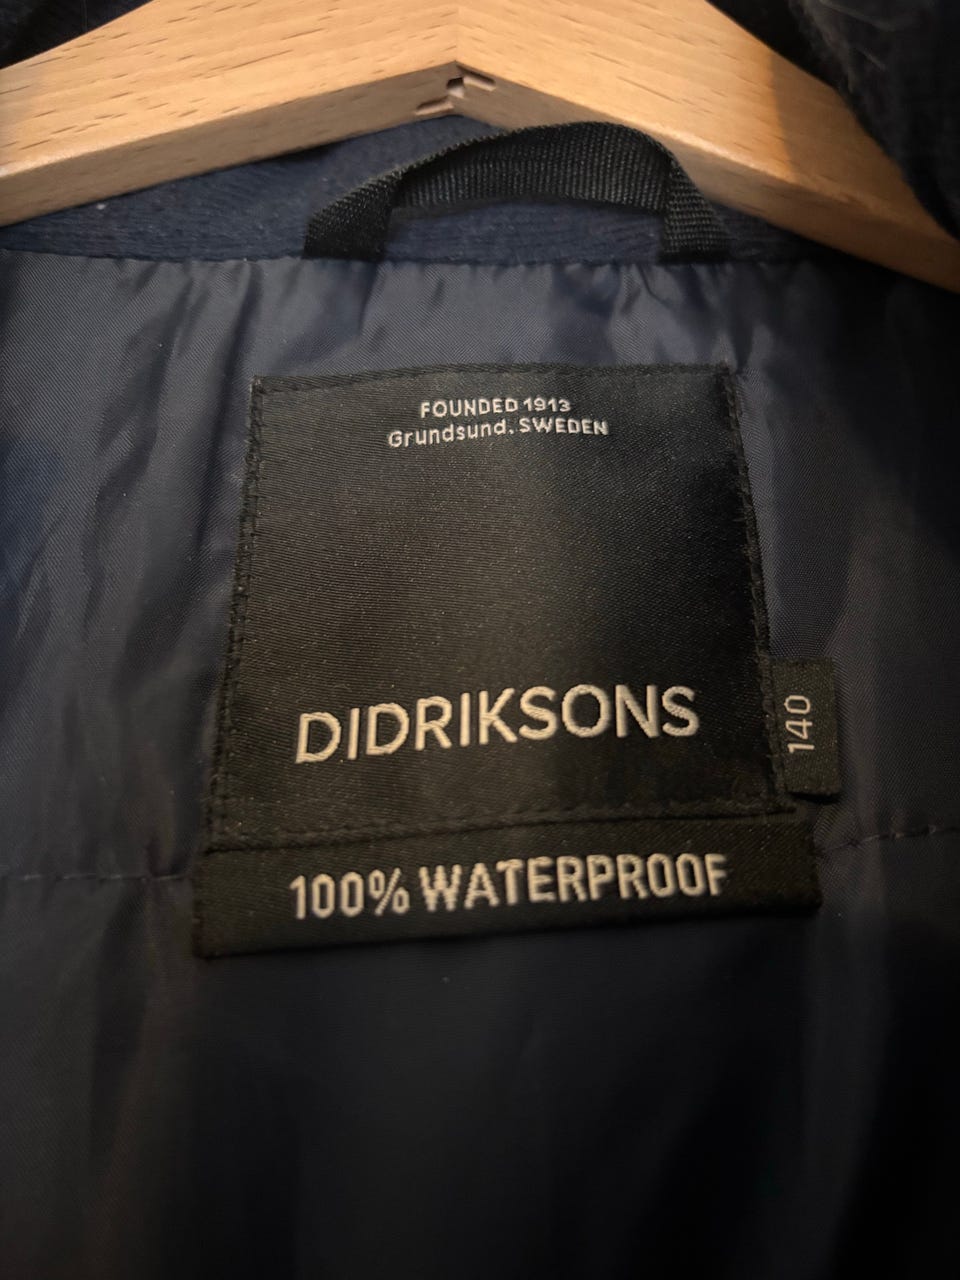 FOUNDED 1913
Grundsund, SWEDEN
DIDRIKSONS
140
100% WATERPROOF